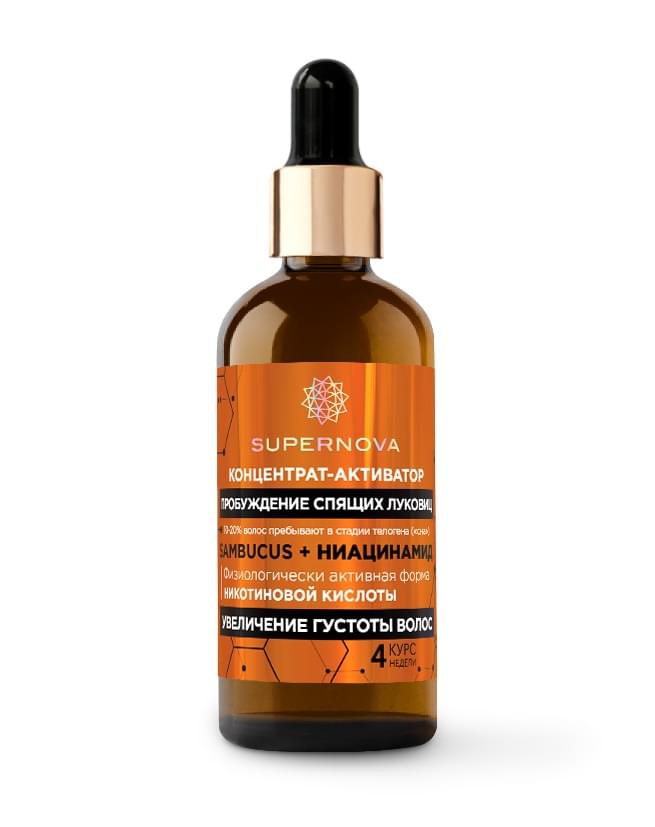 SUPERNOVA
КОНЦЕНТРАТ-АКТИВАТОР
ПРОБУЖДЕНИЕ СПЯЩИХ ЛУКОВИЦ
10-20% волос пребывают в стадии телогена («сна»)
SAMBUCUS + НИАЦИНАМИД
Физиологически активная форма
НИКОТИНОВОЙ КИСЛОТЫ
УВЕЛИЧЕНИЕ ГУСТОТЫ ВОЛОС
4 КУРС
НЕДЕЛИ